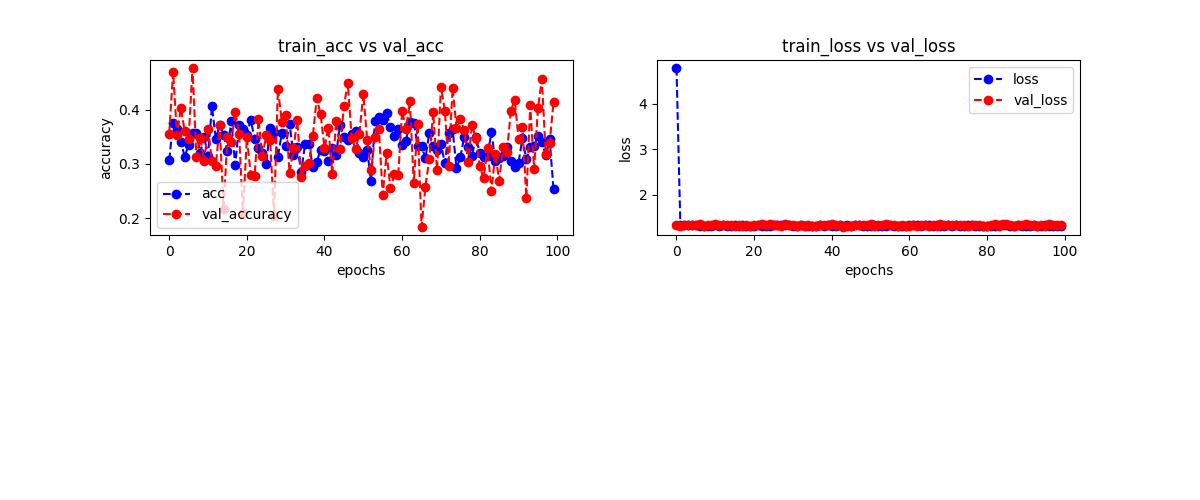 train_acc vs val_acc
accuracy
0.4
0.3
0.2
acc
val_accuracy
0 20 40 60 80 100
epochs
train_loss vs val_loss
loss
4
3
2
loss
val_loss
0 20 40 60 80 100
epochs